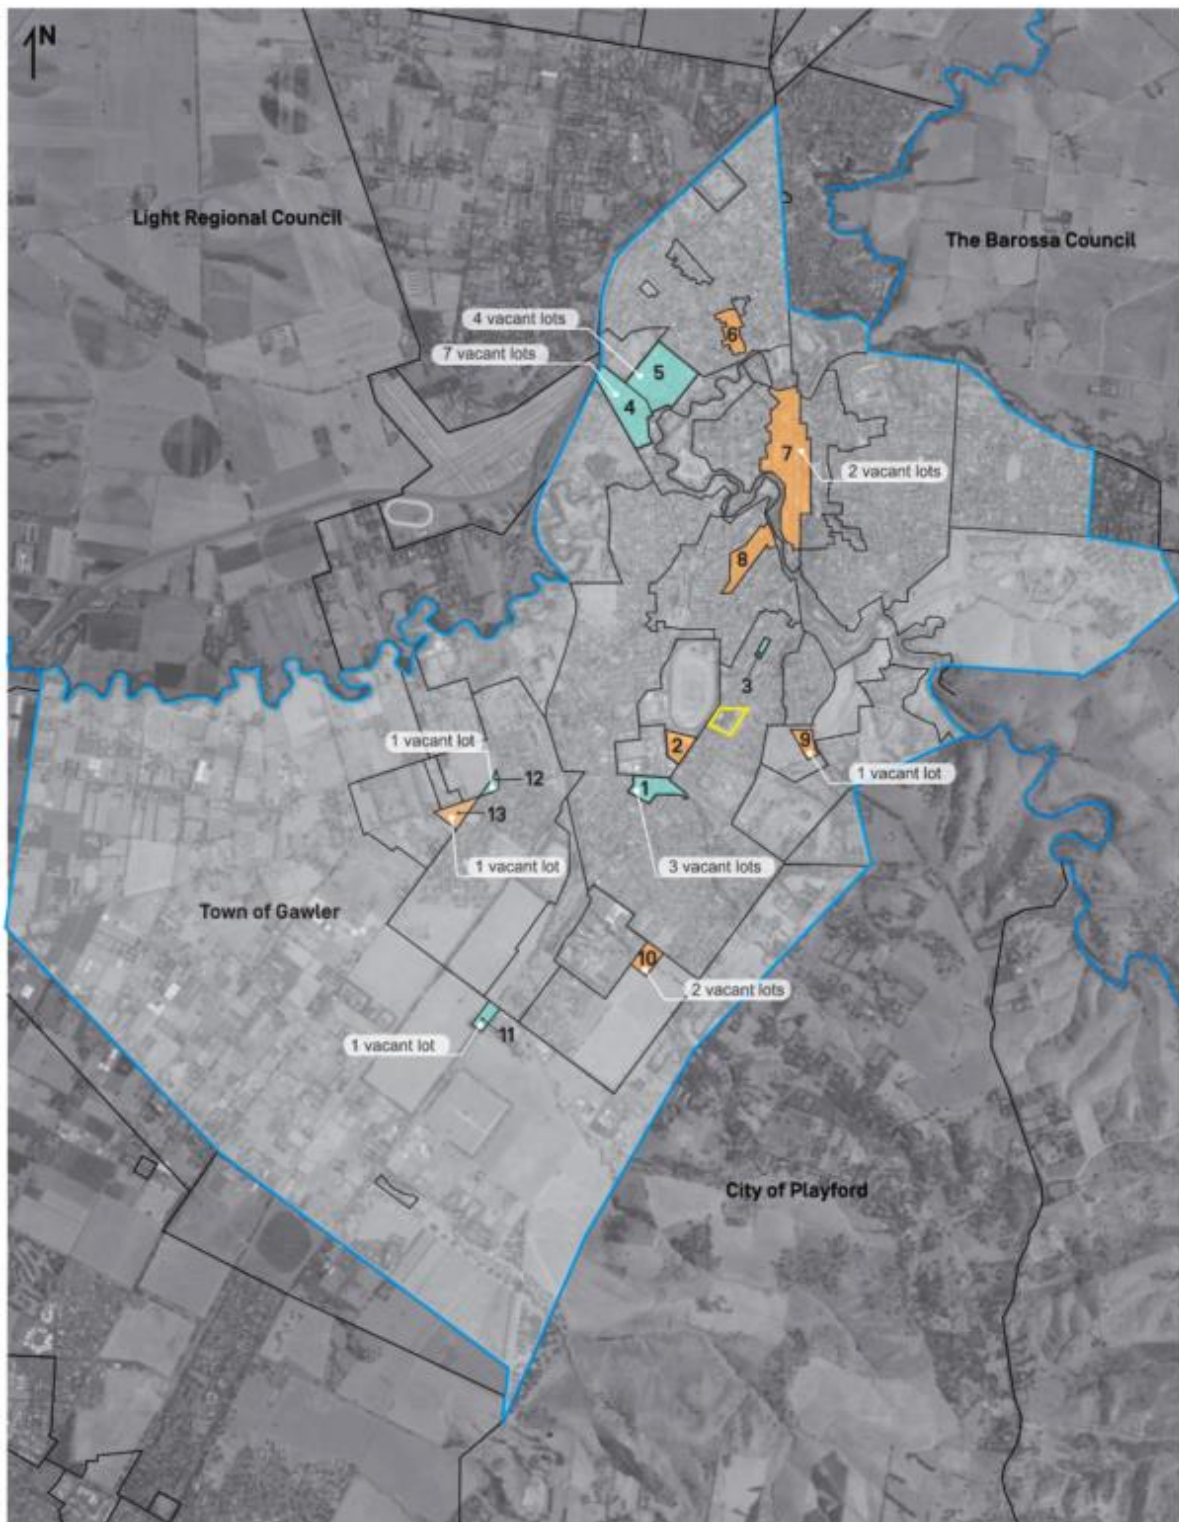 N
Light Regional Council
The Barossa Council
4 vacant lots
6
7 vacant lots
5
4
7
2 vacant lots
8
3
1 vacant lot
2
9
12
1 vacant lot
1
13
1 vacant lot
3 vacant lots
Town of Gawler
10
2 vacant lots
11
1 vacant lot
City of Playford